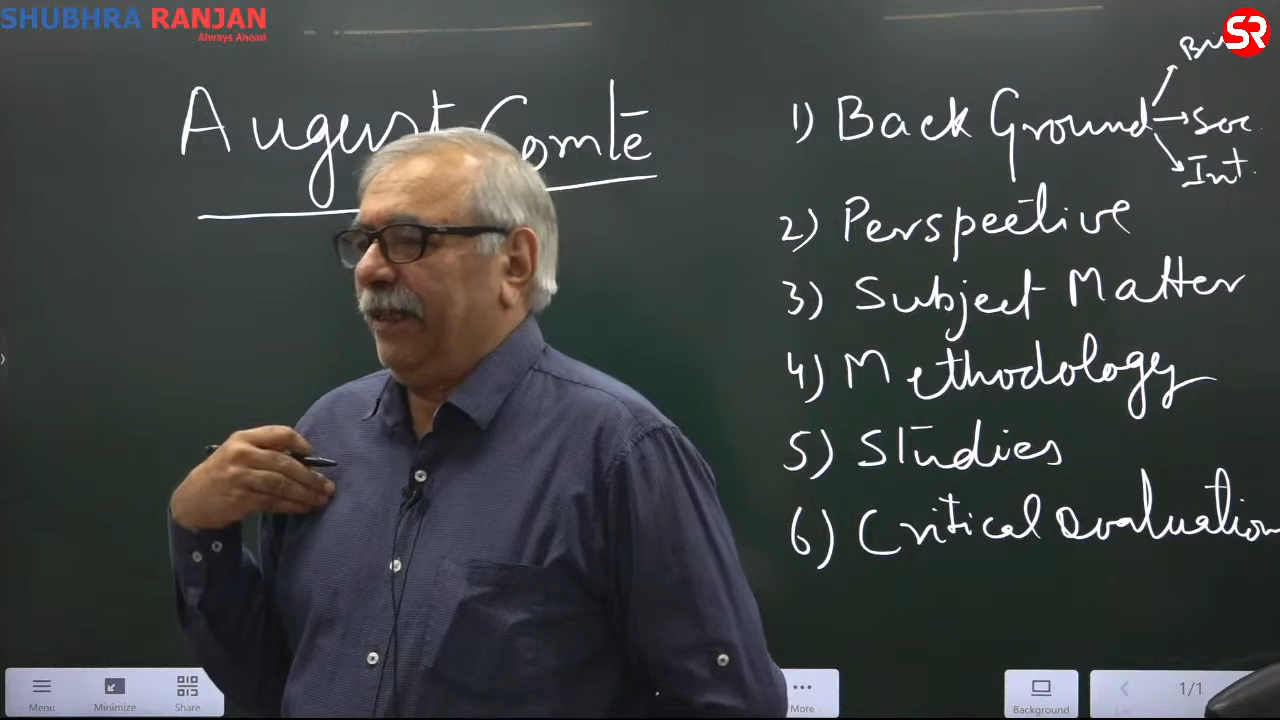 SHUBHRA RANJAN
Always Ahead
SR
August Comte
1) Back Ground
Soc
Int.
2) Perspective
3) Subject Matter
4) Methodology
5) Studies
6) Critical Evaluation
Menu
Minimize
Share
More
Background
1/1